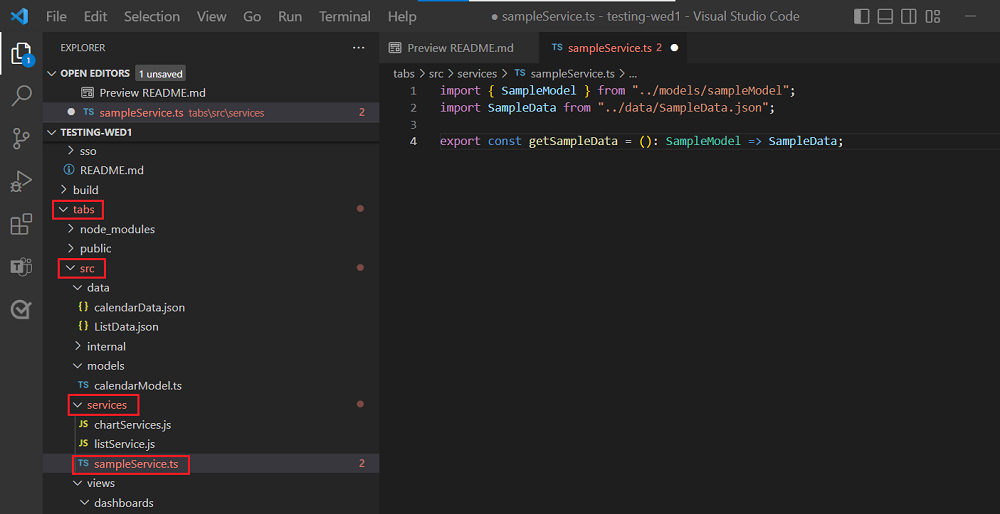 File Edit Selection View Go Run Terminal Help ● sampleService.ts - testing-wed1 - Visual Studio Code
EXPLORER ...
OPEN EDITORS 1 unsaved
Preview README.md
TS sampleService.ts tabs\src\services 2
TESTING-WED1
sso
README.md
build
tabs
node_modules
public
src
data
{} calendarData.json
{} ListData.json
internal
models
TS calendarModel.ts
services
JS chartServices.js
JS listService.js
TS sampleService.ts 2
views
dashboards
1
Preview README.md TS sampleService.ts 2 ●
tabs > src > services > TS sampleService.ts > ...
1 import { SampleModel } from "../models/sampleModel";
2 import SampleData from "../data/SampleData.json";
3
4 export const getSampleData = (): SampleModel => SampleData;